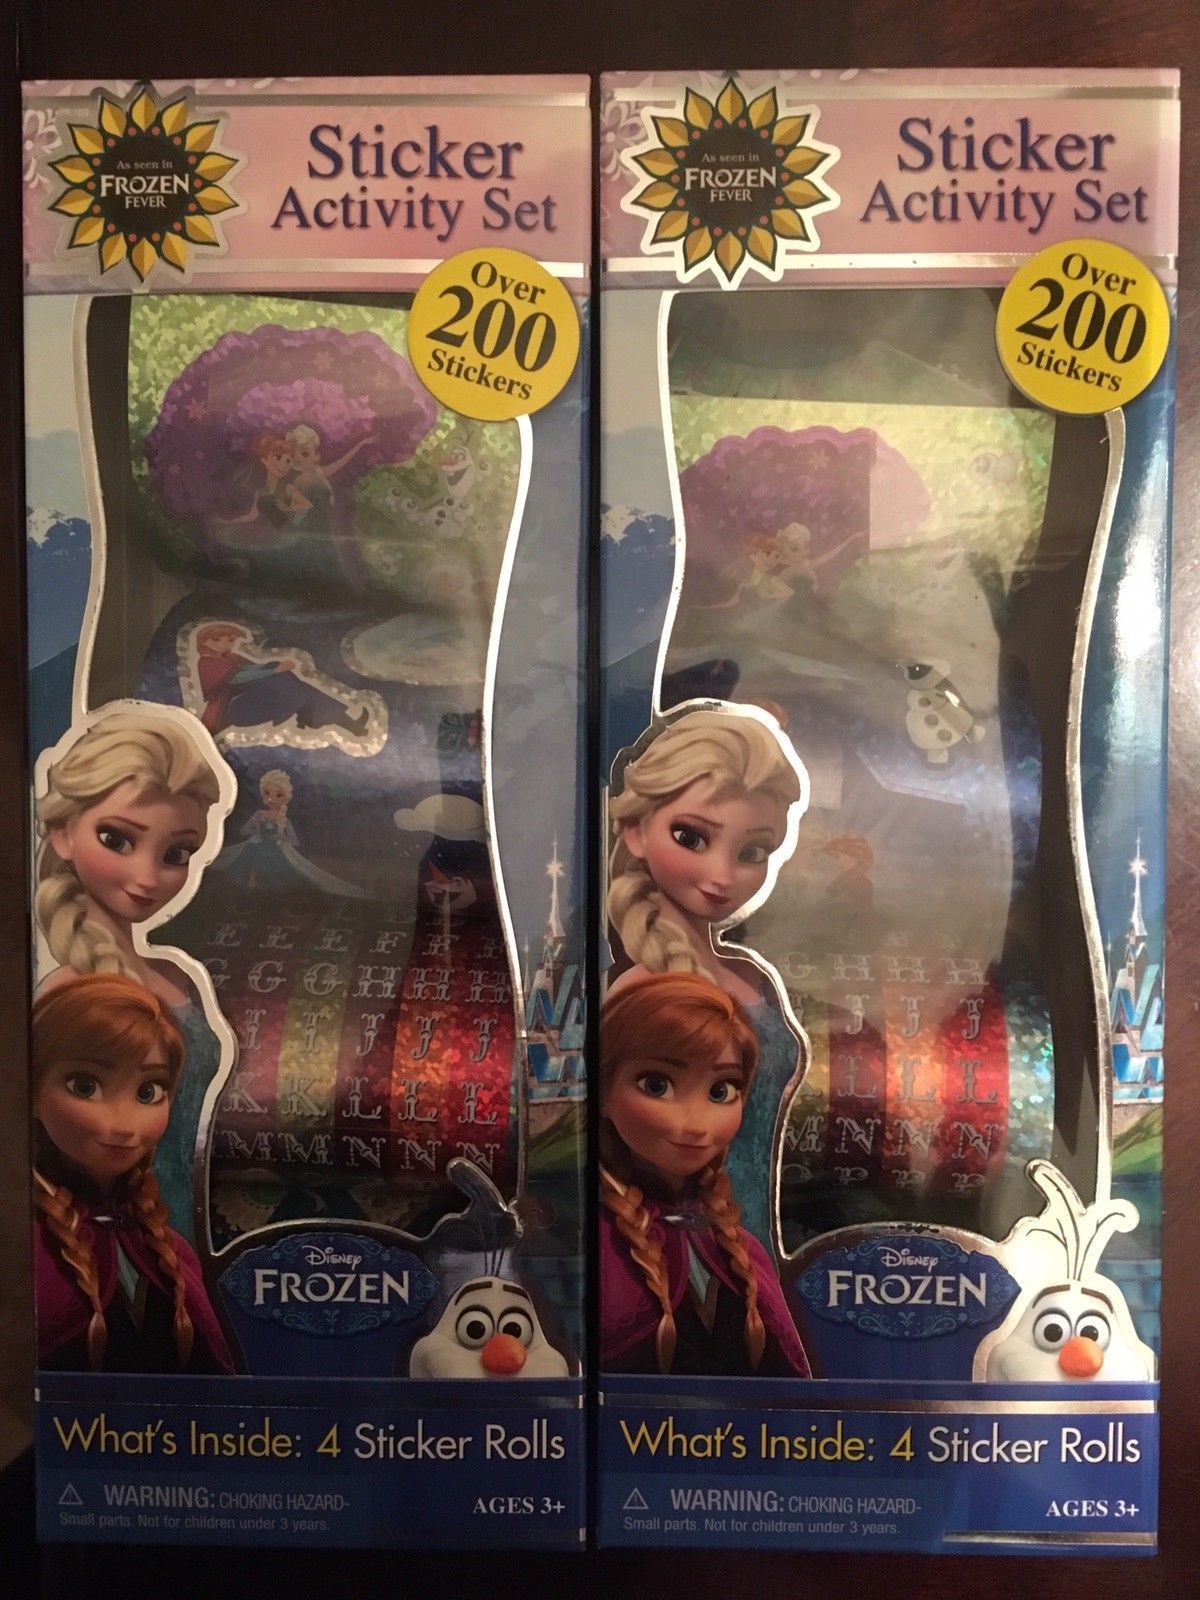 As seen in
FROZEN
FEVER
Sticker
Activity Set
Over
200
Stickers
E E E F F F
G G G H H H
I I J J J
K K L L L
M M N N N
Disney
FROZEN
What's Inside: 4 Sticker Rolls
WARNING: CHOKING HAZARD-
Small parts. Not for children under 3 years.
AGES 3+
As seen in
FROZEN
FEVER
Sticker
Activity Set
Over
200
Stickers
G H H H
J J J
L L L
M N N N
Disney
FROZEN
What's Inside: 4 Sticker Rolls
WARNING: CHOKING HAZARD-
Small parts. Not for children under 3 years.
AGES 3+